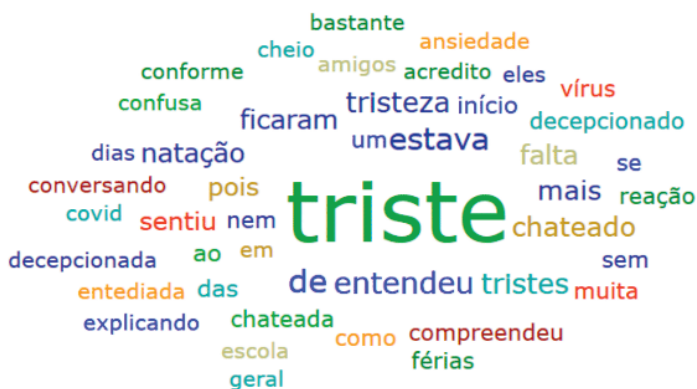 bastante
cheio amigos ansiedade
conforme acredito eles
confusa tristeza início vírus
ficaram um estava decepcionado
dias natação falta se
conversando pois triste mais reação
covid sentiu nem chateado
decepcionada ao em sem
entediada das de entendeu tristes muita
explicando chateada como compreendeu
escola férias
geral